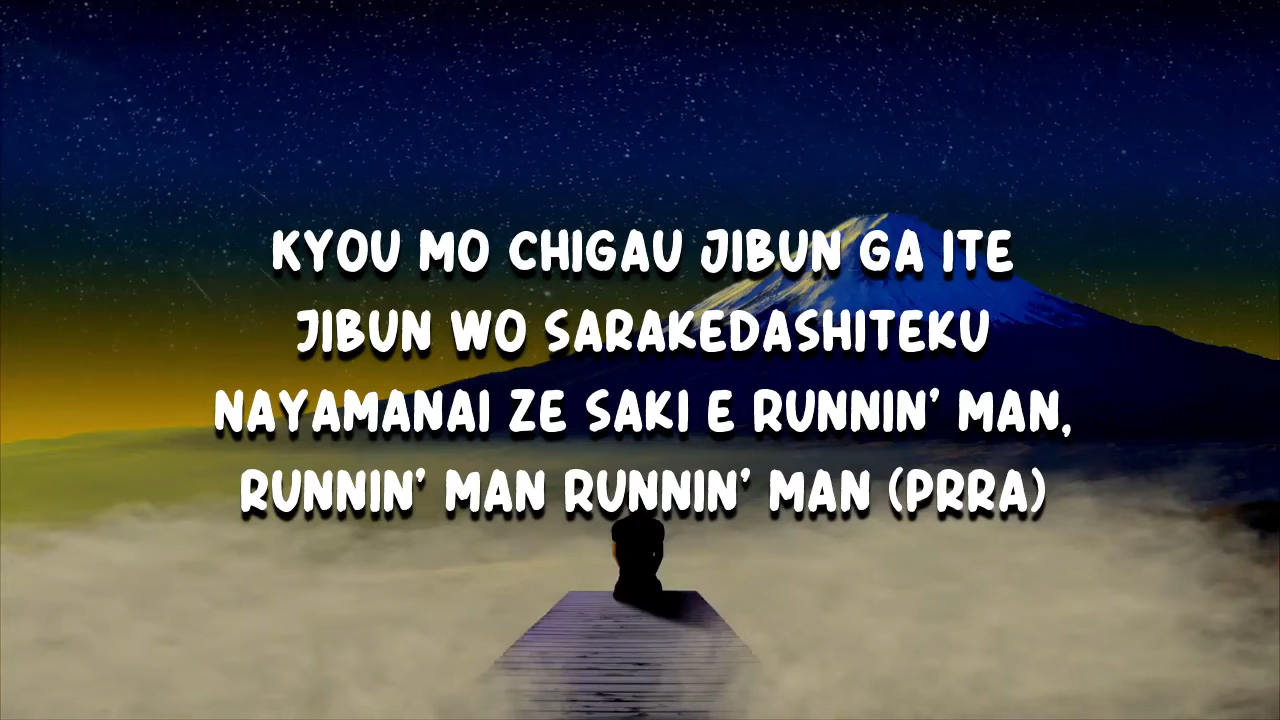 KYOU MO CHIGAU JIBUN GA ITE
JIBUN WO SARAKEDASHITEKU
NAYAMANAI ZE SAKI E RUNNIN' MAN,
RUNNIN' MAN RUNNIN' MAN (PRRA)